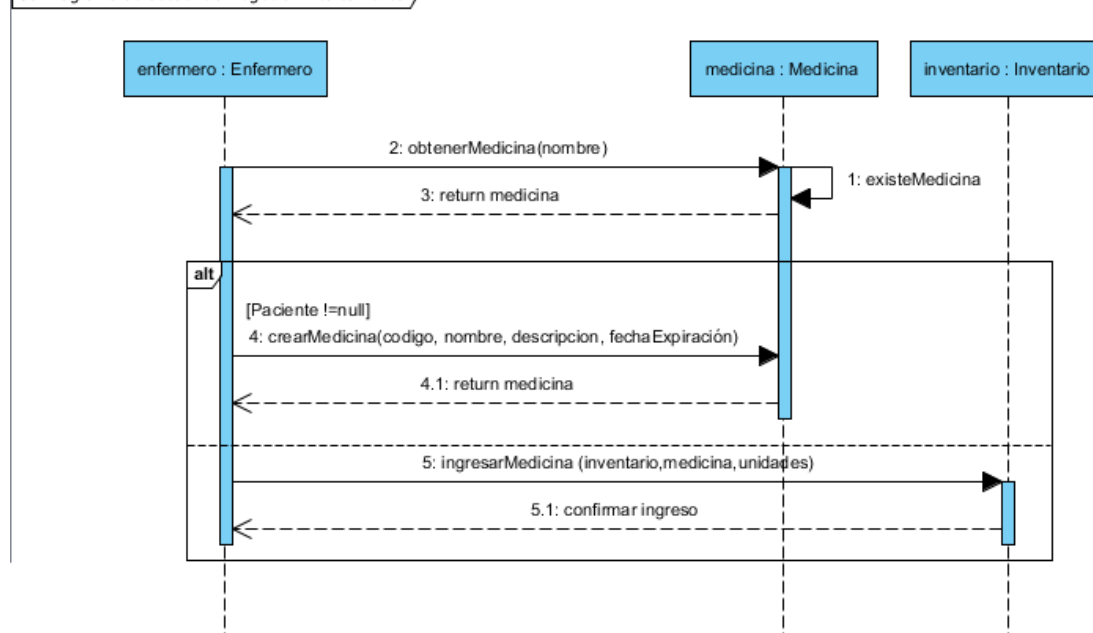 enfermero : Enfermero
medicina : Medicina
inventario : Inventario
2: obtenerMedicina(nombre)
1: existeMedicina
3: return medicina
alt
[Paciente !=null]
4: crearMedicina(codigo, nombre, descripcion, fechaExpiración)
4.1: return medicina
5: ingresarMedicina (inventario,medicina,unidades)
5.1: confirmar ingreso